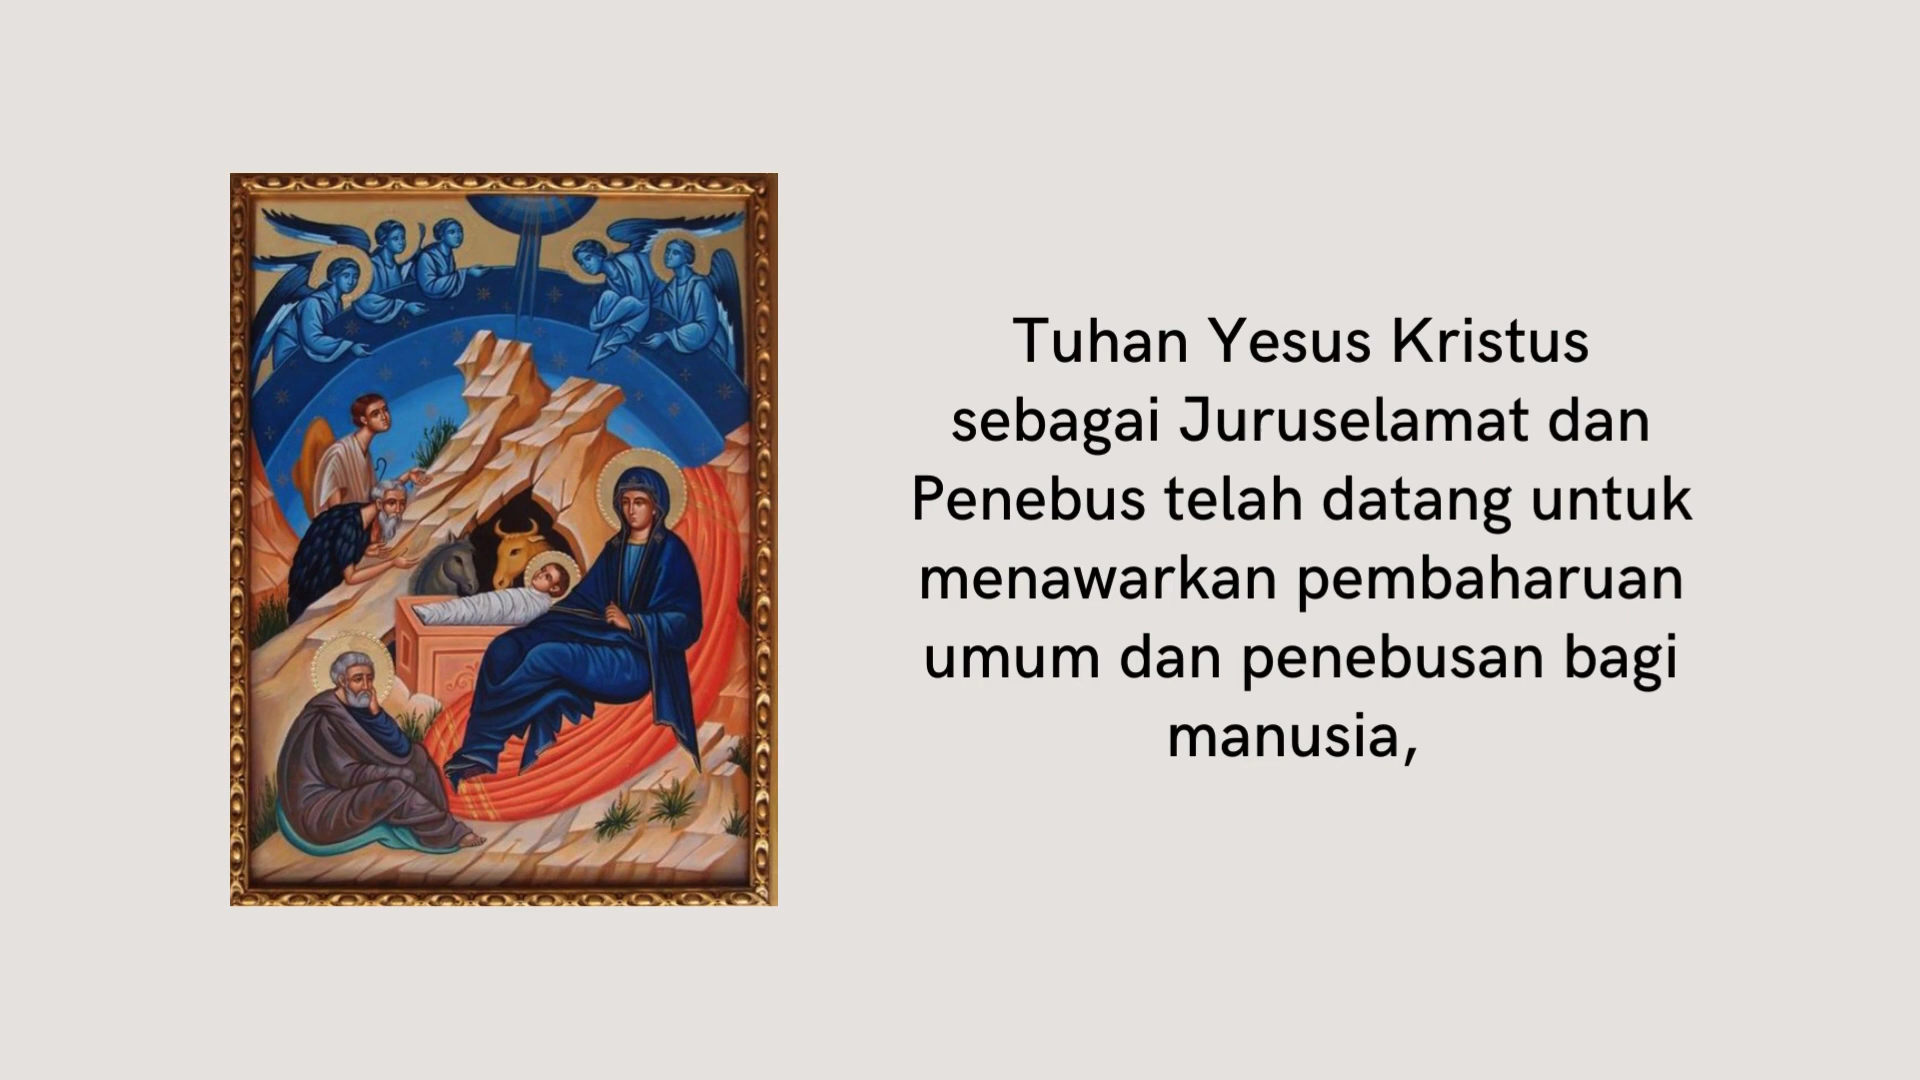 Tuhan Yesus Kristus
sebagai Juruselamat dan
Penebus telah datang untuk
menawarkan pembaharuan
umum dan penebusan bagi
manusia,